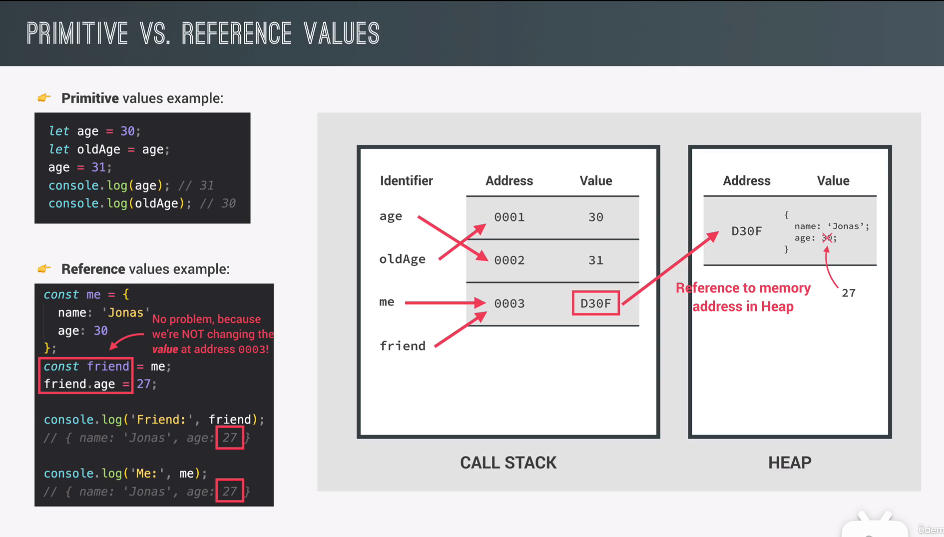 PRIMITIVE VS. REFERENCE VALUES
👉 Primitive values example:
let age = 30;
let oldAge = age;
age = 31;
console.log(age); // 31
console.log(oldAge); // 30
👉 Reference values example:
const me = {
name: 'Jonas'
age: 30
};
const friend = me;
friend.age = 27;
console.log('Friend:', friend);
// { name: 'Jonas', age: 27 }
console.log('Me:', me);
// { name: 'Jonas', age: 27 }
No problem, because
we're NOT changing the
value at address 0003!
Identifier Address Value
age 0001 30
oldAge 0002 31
me 0003 D30F
friend
CALL STACK
Address Value
D30F
{
name: ‘Jonas’;
age: 30;
}
27
Reference to memory
address in Heap
HEAP